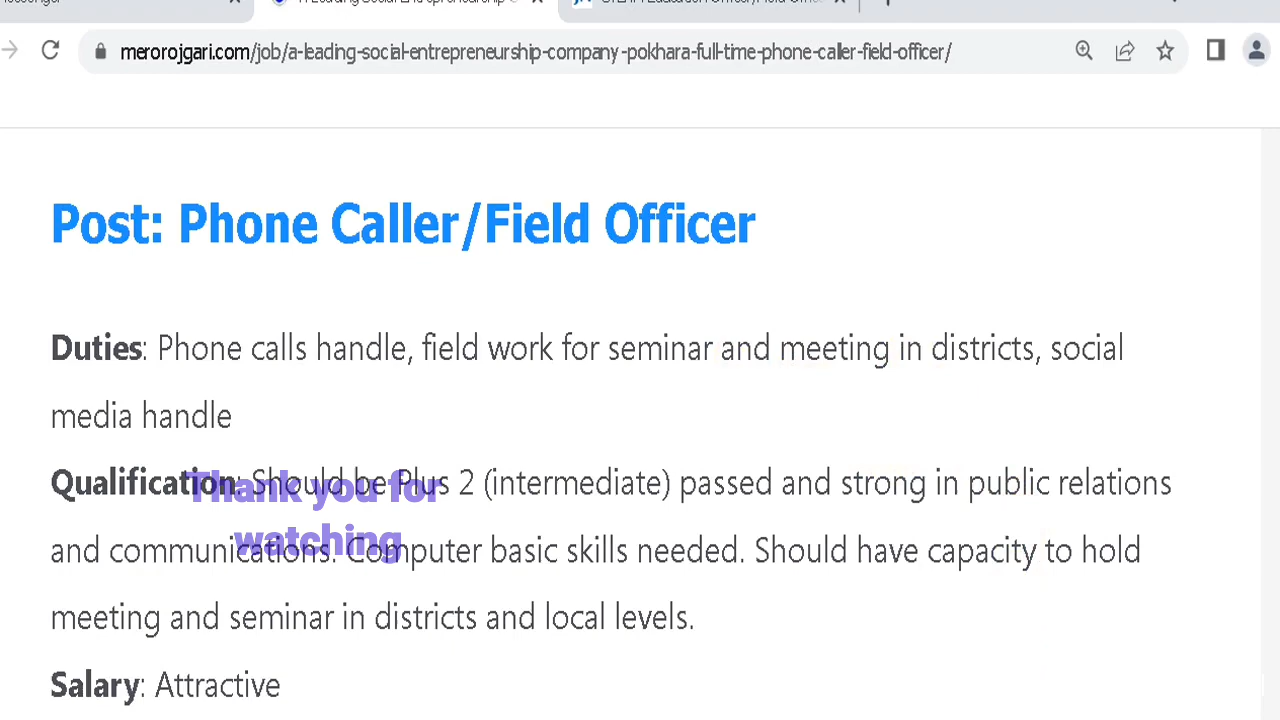 merorojgari.com/job/a-leading-social-entrepreneurship-company-pokhara-full-time-phone-caller-field-officer/
Post: Phone Caller/Field Officer
Duties: Phone calls handle, field work for seminar and meeting in districts, social
media handle
Qualification: Should be Plus 2 (intermediate) passed and strong in public relations
and communications. Computer basic skills needed. Should have capacity to hold
meeting and seminar in districts and local levels.
Salary: Attractive
Thank you for
watching